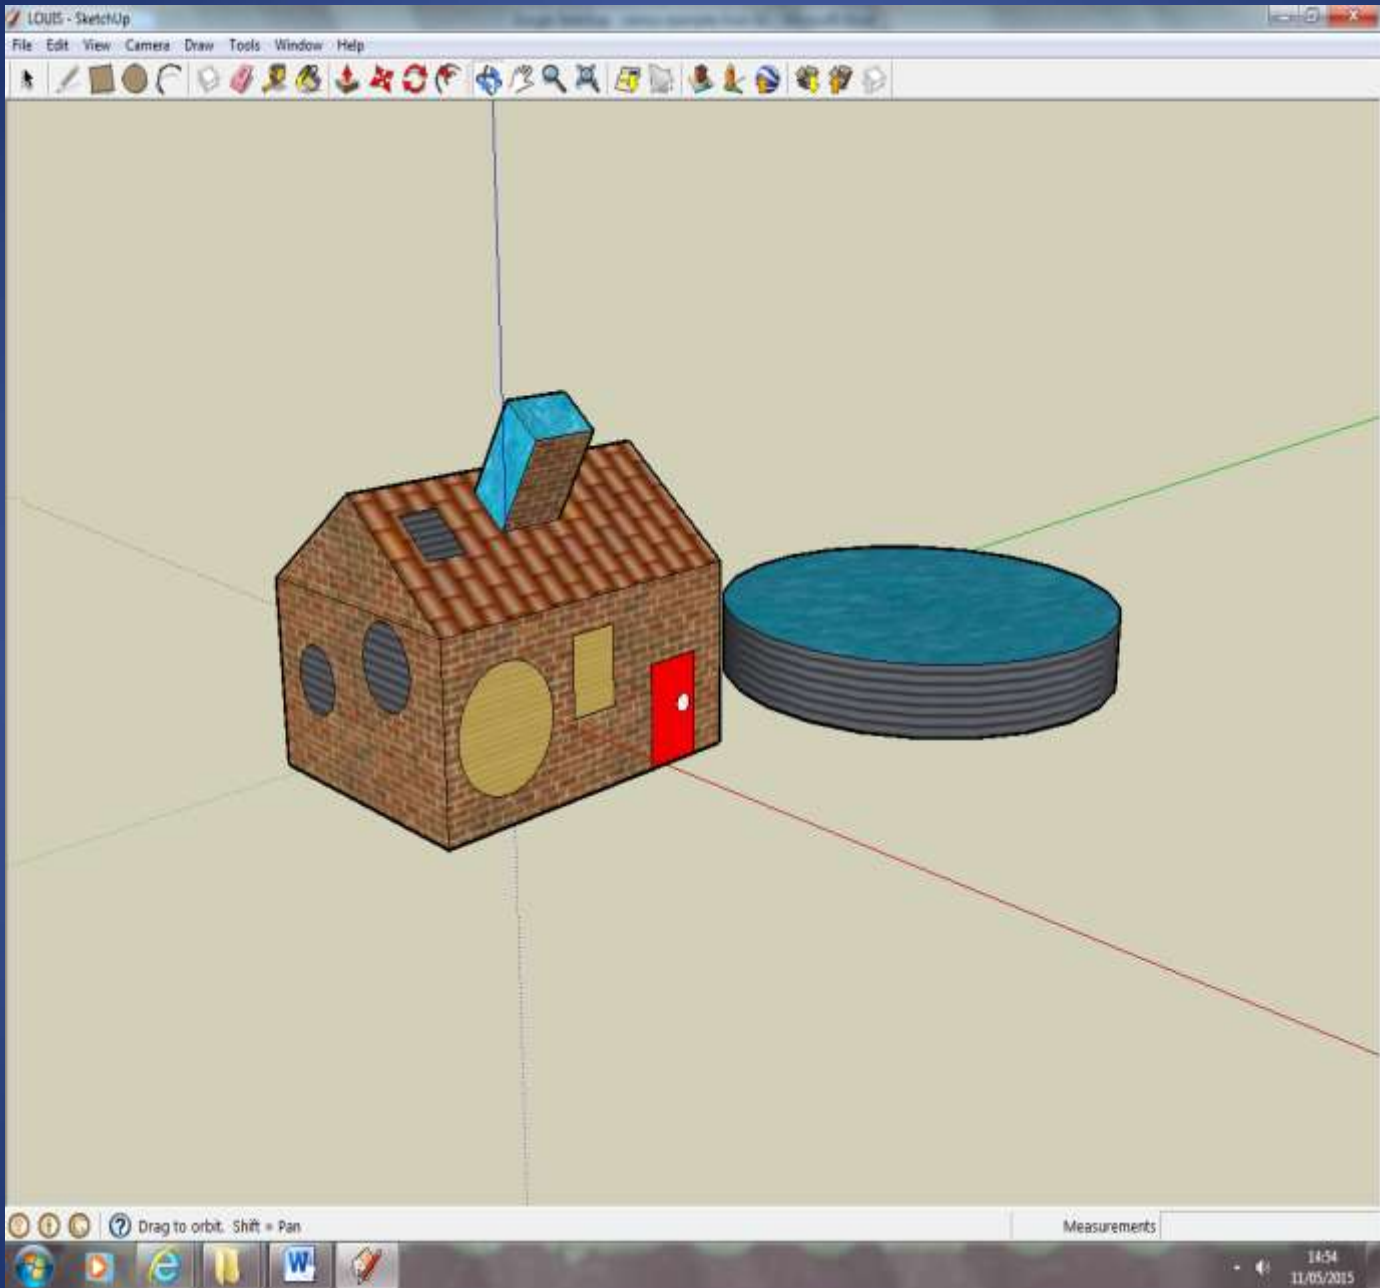 LOUIS - SketchUp
File Edit View Camera Draw Tools Window Help
Drag to orbit. Shift = Pan
Measurements
14:54
11/05/2015